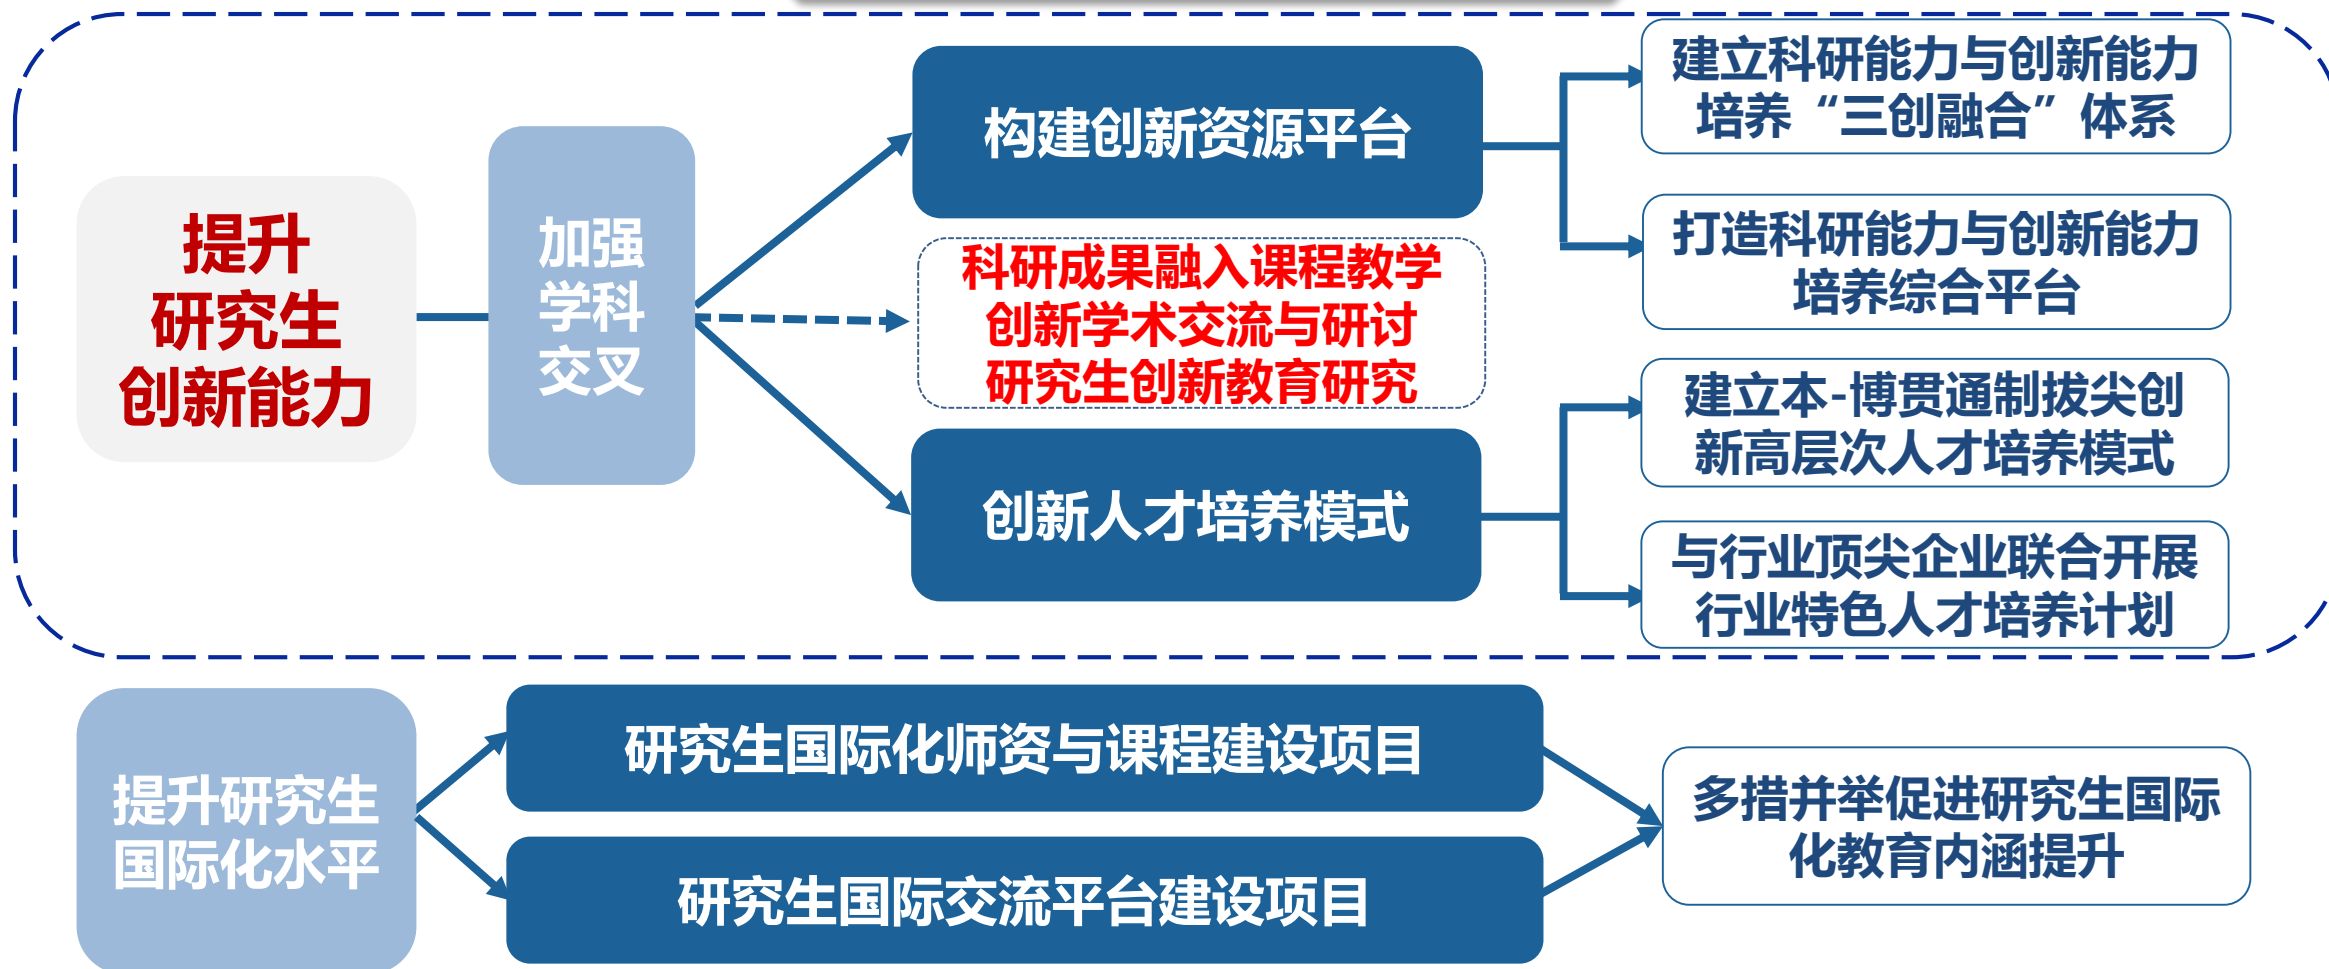 提升
研究生
创新能力
加强
学科
交叉
构建创新资源平台
科研成果融入课程教学
创新学术交流与研讨
研究生创新教育研究
创新人才培养模式
建立科研能力与创新能力
培养“三创融合”体系
打造科研能力与创新能力
培养综合平台
建立本-博贯通制拔尖创
新高层次人才培养模式
与行业顶尖企业联合开展
行业特色人才培养计划
提升研究生
国际化水平
研究生国际化师资与课程建设项目
研究生国际交流平台建设项目
多措并举促进研究生国际
化教育内涵提升